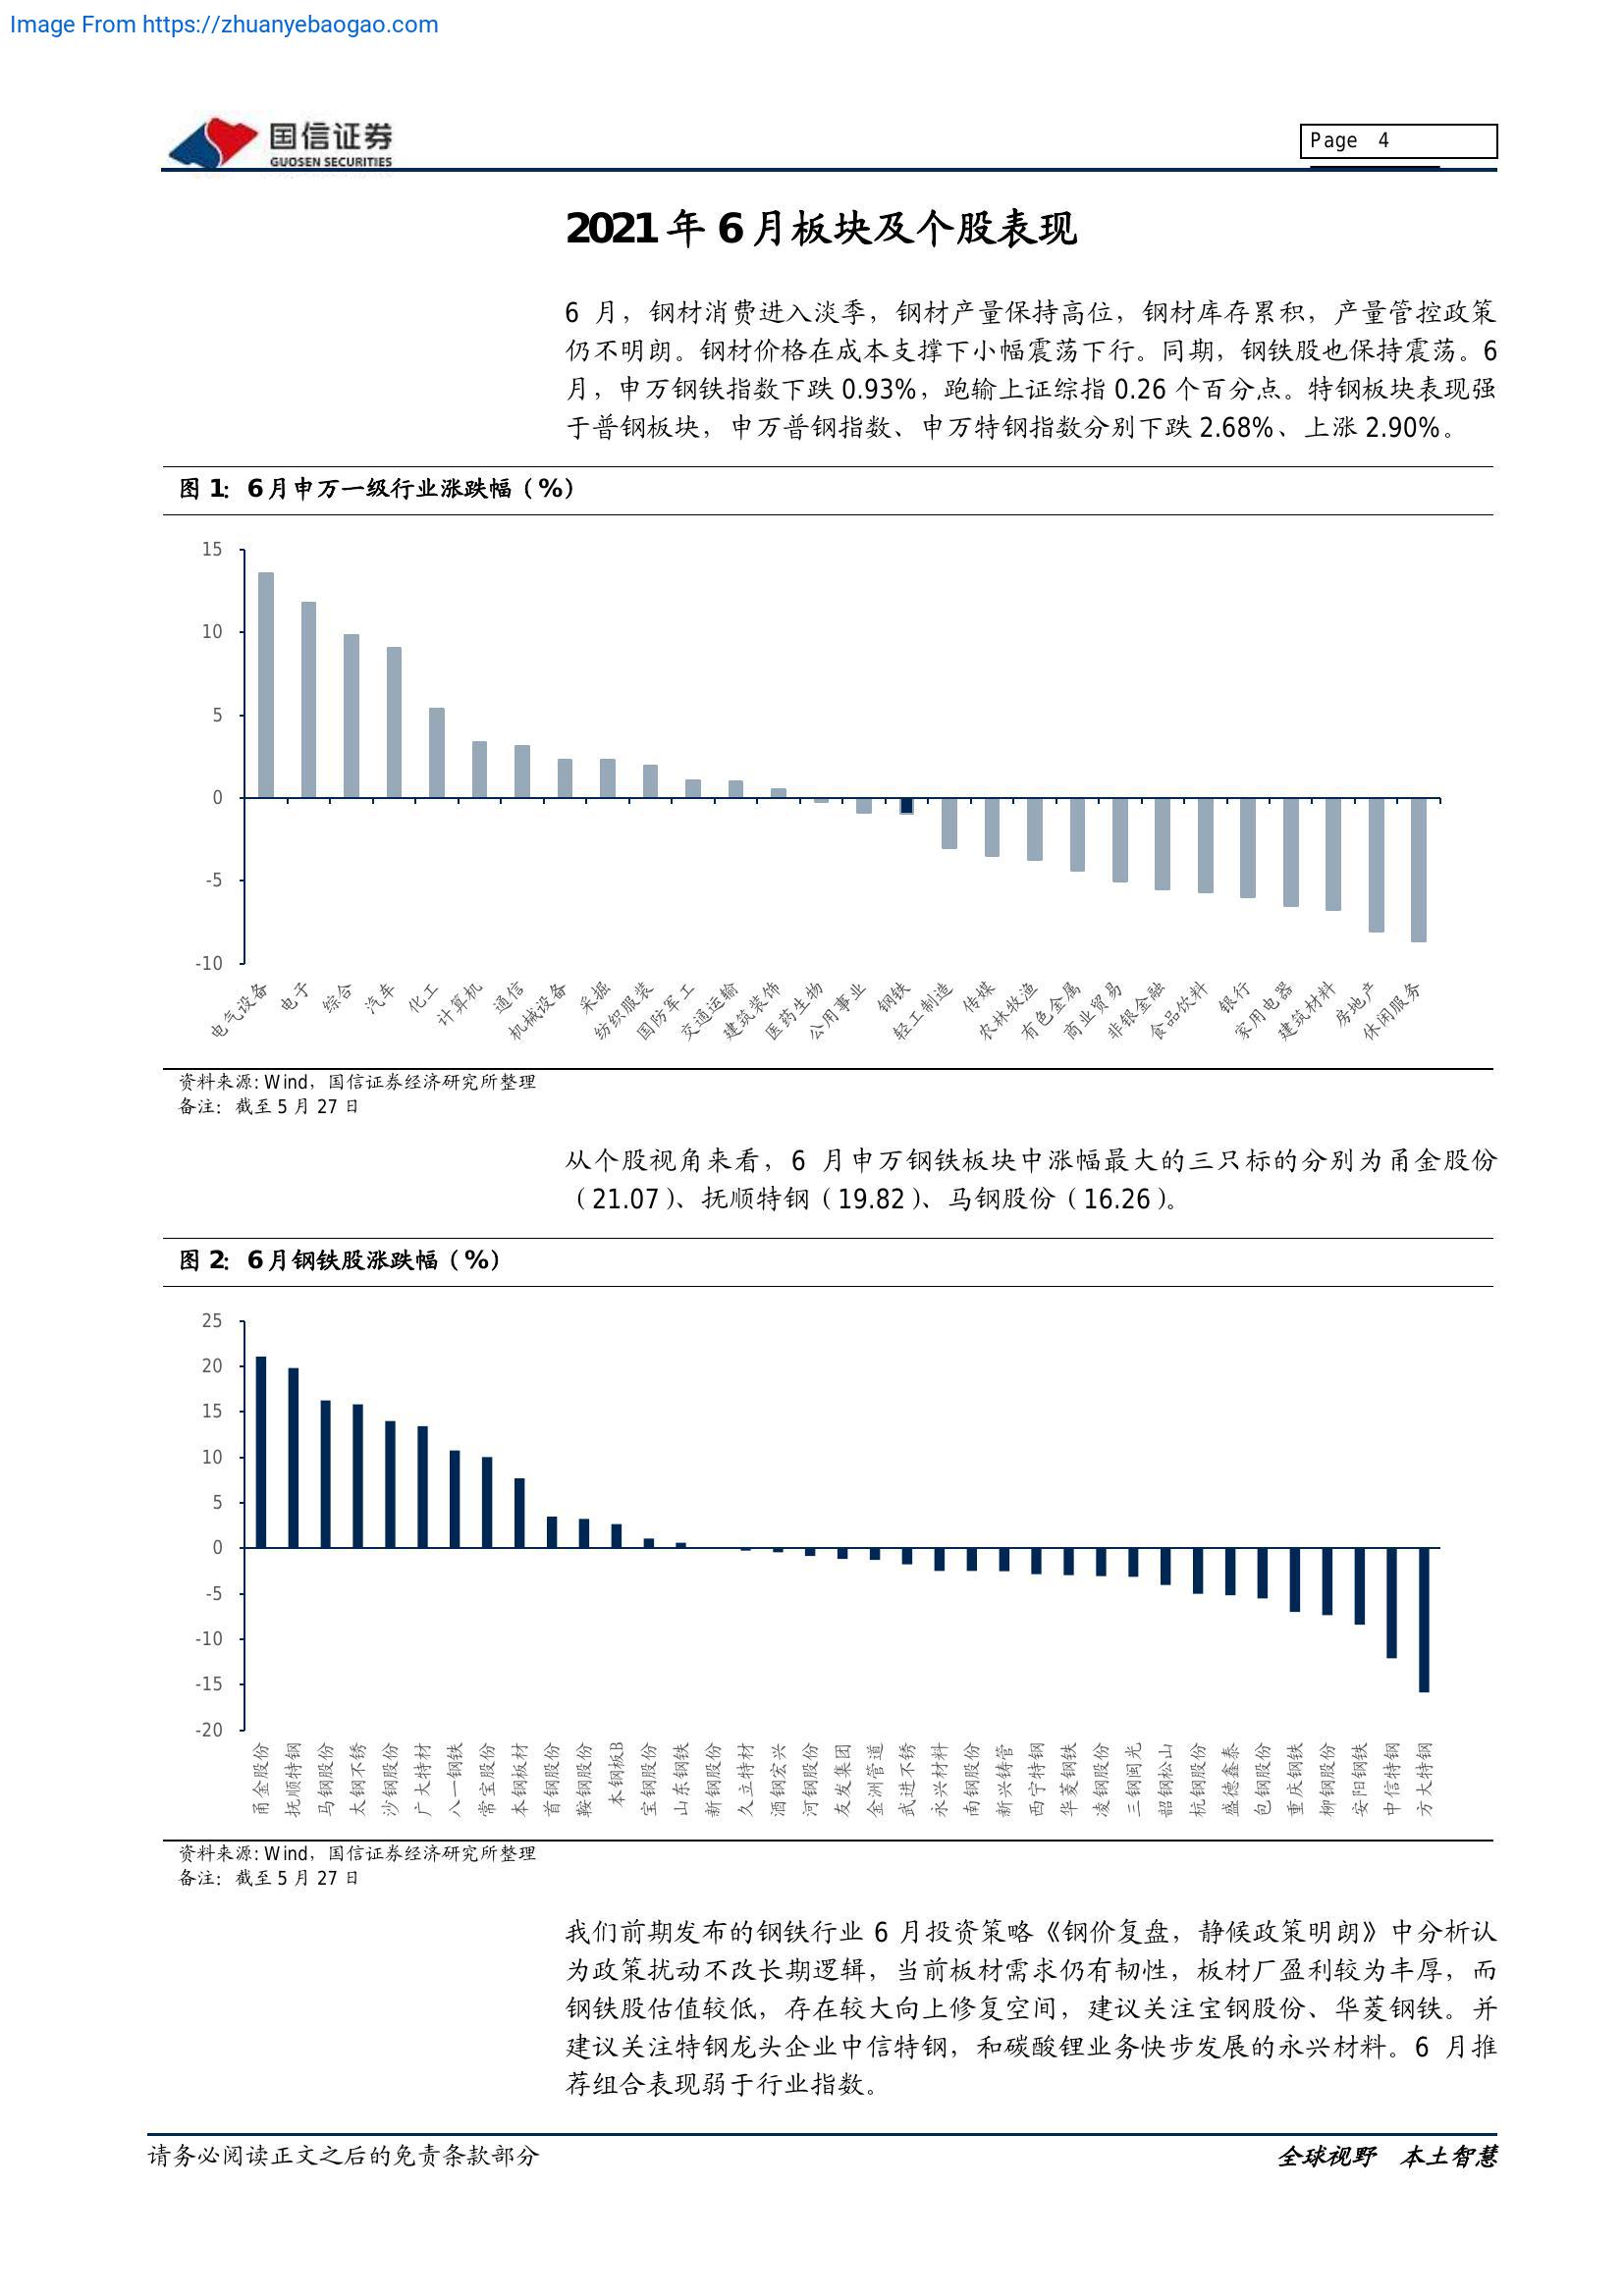 Image From https://zhuanyebaogao.com
国信证券
GUOSEN SECURITIES
Page 4
2021 年 6 月板块及个股表现
6 月，钢材消费进入淡季，钢材产量保持高位，钢材库存累积，产量管控政策
仍不明朗。钢材价格在成本支撑下小幅震荡下行。同期，钢铁股也保持震荡。6
月，申万钢铁指数下跌 0.93%，跑输上证综指 0.26 个百分点。特钢板块表现强
于普钢板块，申万普钢指数、申万特钢指数分别下跌 2.68%、上涨 2.90%。
图 1：6 月申万一级行业涨跌幅（%）
15
10
5
0
-5
-10
电气设备
电子
综合
汽车
化工
计算机
通信
机械设备
采掘
纺织服装
国防军工
交通运输
建筑装饰
医药生物
公用事业
钢铁
轻工制造
传媒
农林牧渔
有色金属
商业贸易
非银金融
食品饮料
银行
家用电器
建筑材料
房地产
休闲服务
资料来源: Wind，国信证券经济研究所整理
备注：截至 5 月 27 日
从个股视角来看，6 月申万钢铁板块中涨幅最大的三只标的分别为甬金股份
（21.07）、抚顺特钢（19.82）、马钢股份（16.26）。
图 2：6 月钢铁股涨跌幅（%）
25
20
15
10
5
0
-5
-10
-15
-20
甬金股份
抚顺特钢
马钢股份
太钢不锈
沙钢股份
广大特材
八一钢铁
常宝股份
本钢板材
首钢股份
鞍钢股份
本钢板B
宝钢股份
山东钢铁
新钢股份
久立特材
酒钢宏兴
河钢股份
友发集团
金洲管道
武进不锈
永兴材料
南钢股份
新兴铸管
西宁特钢
华菱钢铁
凌钢股份
三钢闽光
韶钢松山
杭钢股份
盛德鑫泰
包钢股份
重庆钢铁
柳钢股份
安阳钢铁
中信特钢
方大特钢
资料来源: Wind，国信证券经济研究所整理
备注：截至 5 月 27 日
我们前期发布的钢铁行业 6 月投资策略《钢价复盘，静候政策明朗》中分析认
为政策扰动不改长期逻辑，当前板材需求仍有韧性，板材厂盈利较为丰厚，而
钢铁股估值较低，存在较大向上修复空间，建议关注宝钢股份、华菱钢铁。并
建议关注特钢龙头企业中信特钢，和碳酸锂业务快步发展的永兴材料。6 月推
荐组合表现弱于行业指数。
请务必阅读正文之后的免责条款部分
全球视野 本土智慧